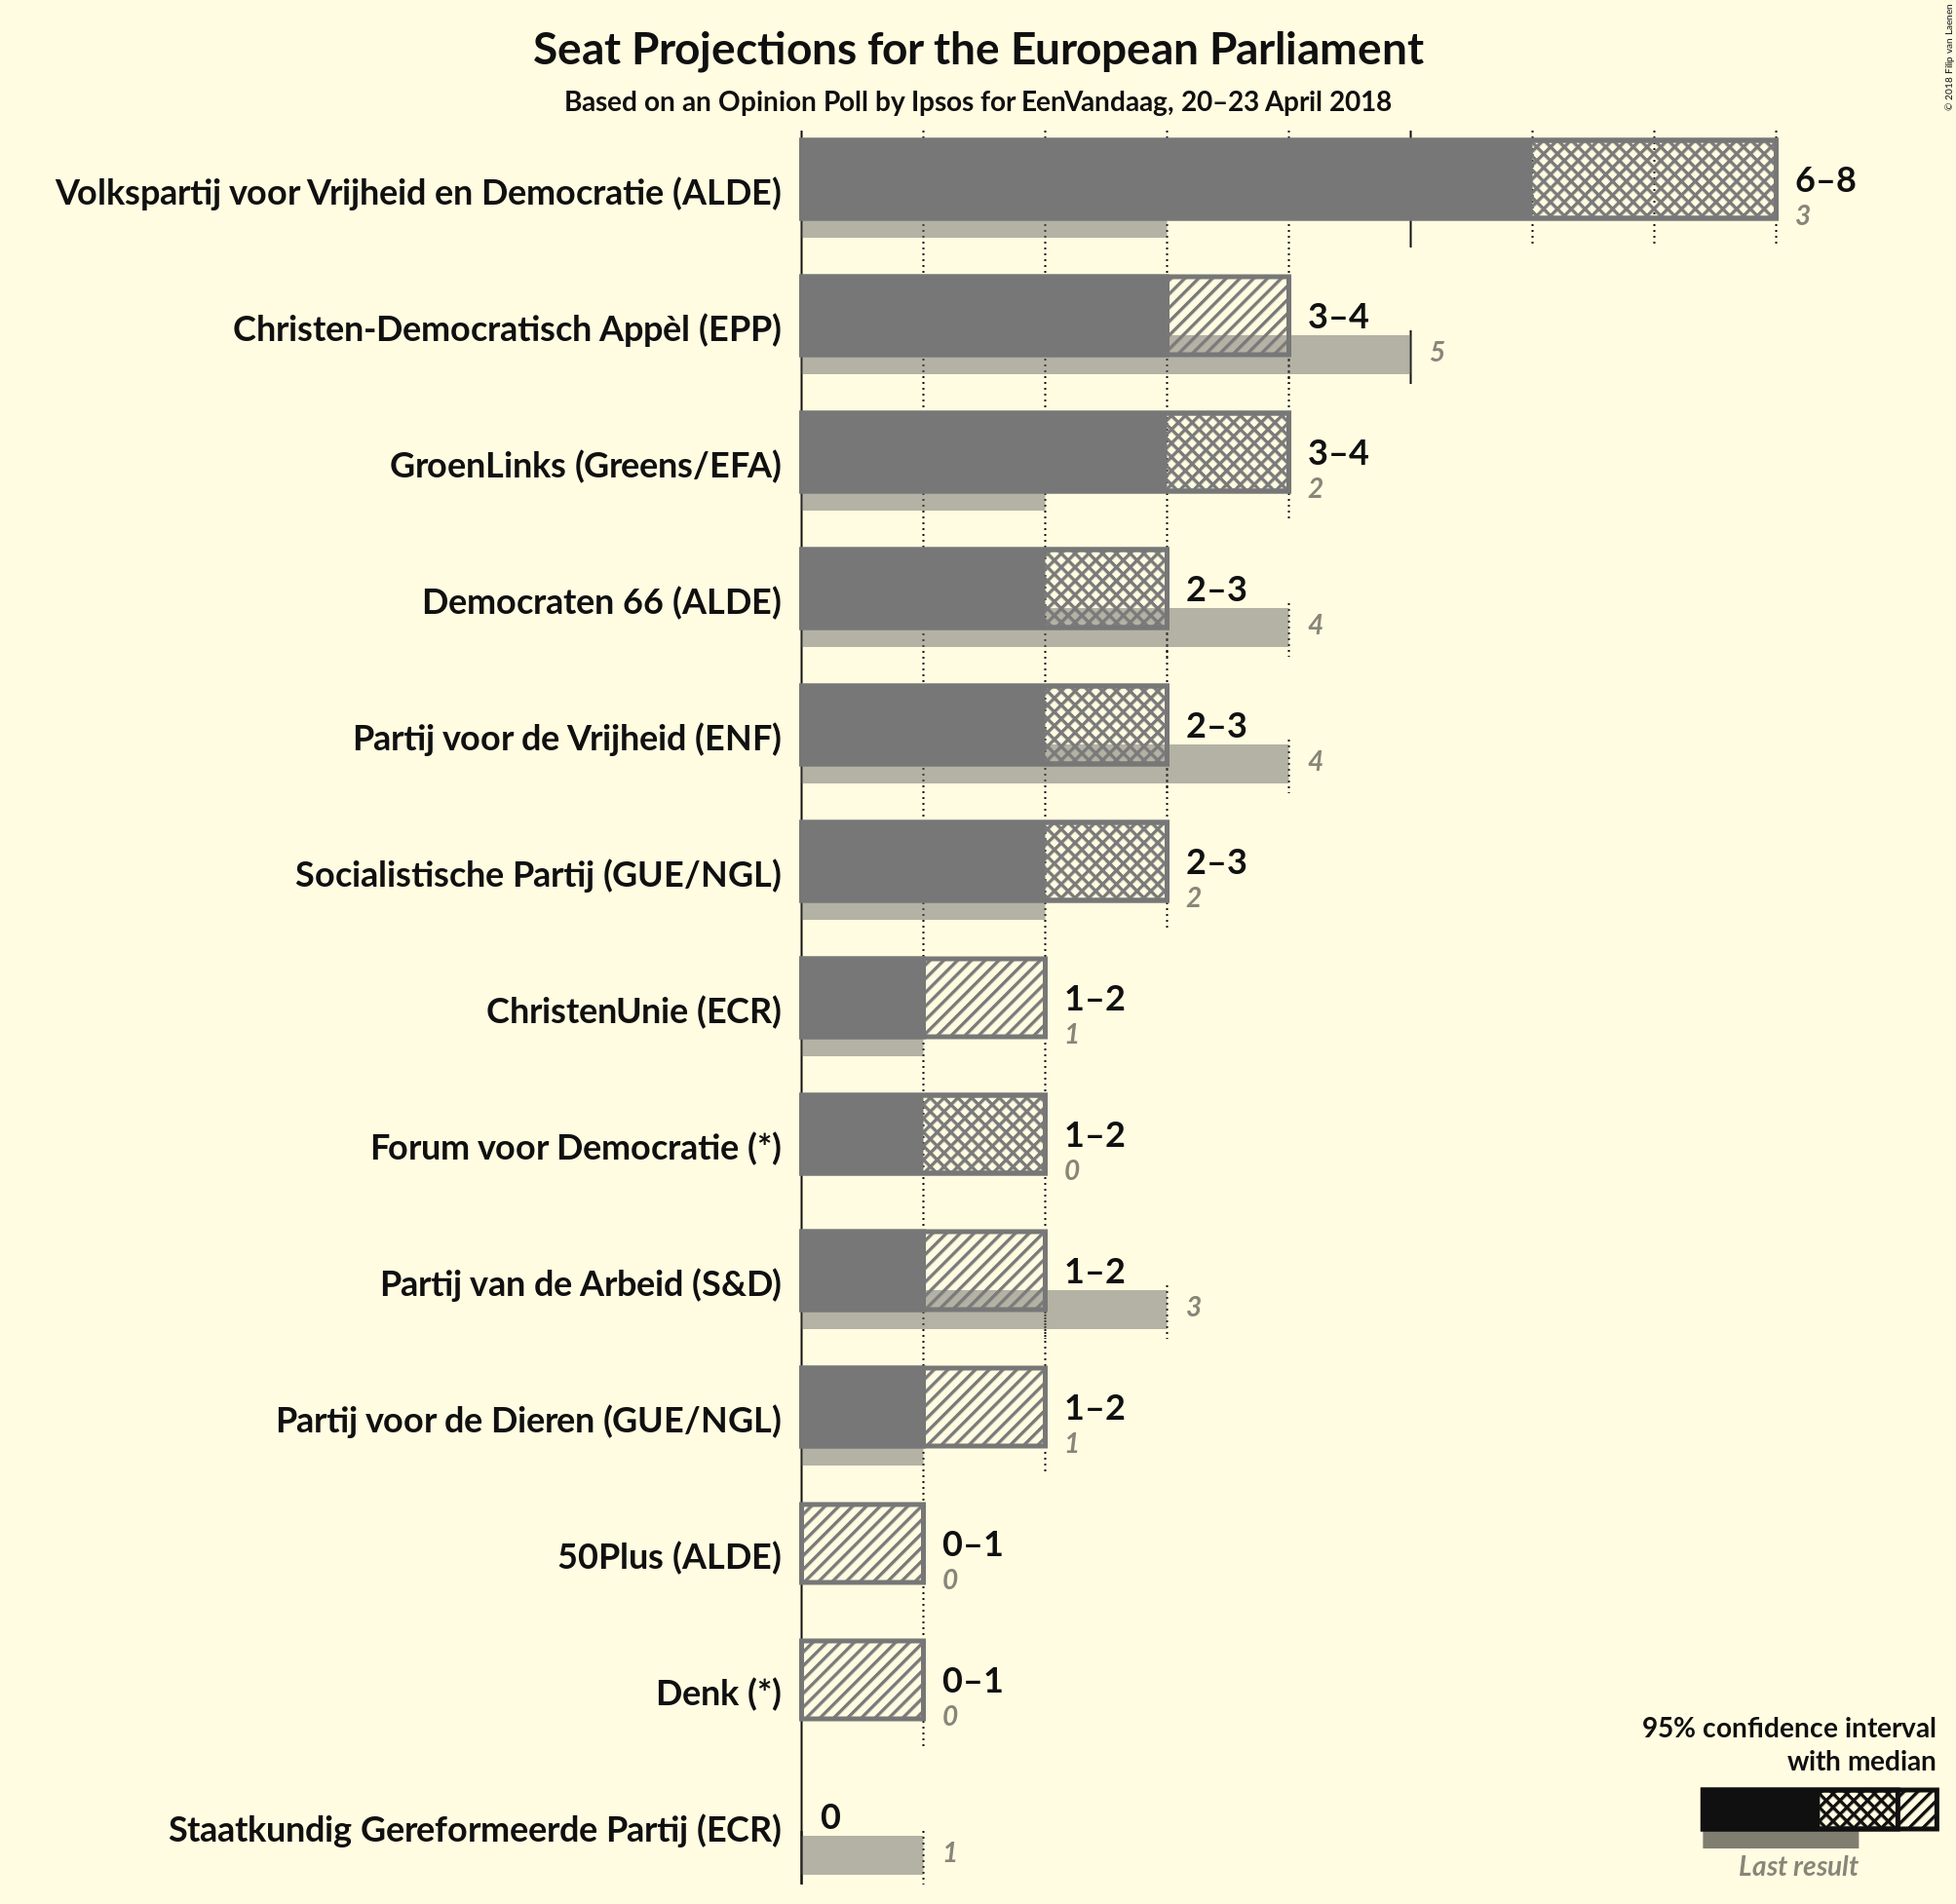 Seat Projections for the European Parliament
Based on an Opinion Poll by Ipsos for EenVandaag, 20–23 April 2018
© 2018 Filip van Laenen
Volkspartij voor Vrijheid en Democratie (ALDE)
6–8
3
Christen-Democratisch Appèl (EPP)
3–4
5
GroenLinks (Greens/EFA)
3–4
2
Democraten 66 (ALDE)
2–3
4
Partij voor de Vrijheid (ENF)
2–3
4
Socialistische Partij (GUE/NGL)
2–3
2
ChristenUnie (ECR)
1–2
1
Forum voor Democratie (*)
1–2
0
Partij van de Arbeid (S&D)
1–2
3
Partij voor de Dieren (GUE/NGL)
1–2
1
50Plus (ALDE)
0–1
0
Denk (*)
0–1
0
Staatkundig Gereformeerde Partij (ECR)
0
1
95% confidence interval
with median
Last result